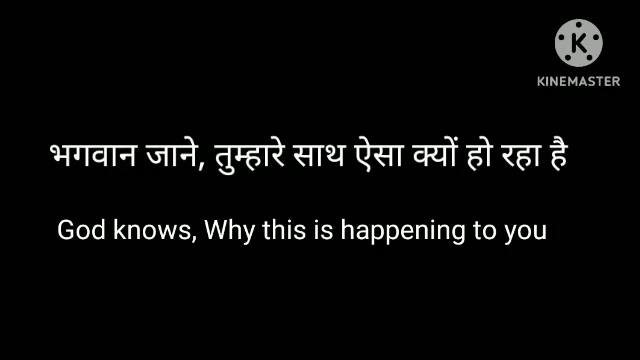 KINEMASTER
भगवान जाने, तुम्हारे साथ ऐसा क्यों हो रहा है
God knows, Why this is happening to you